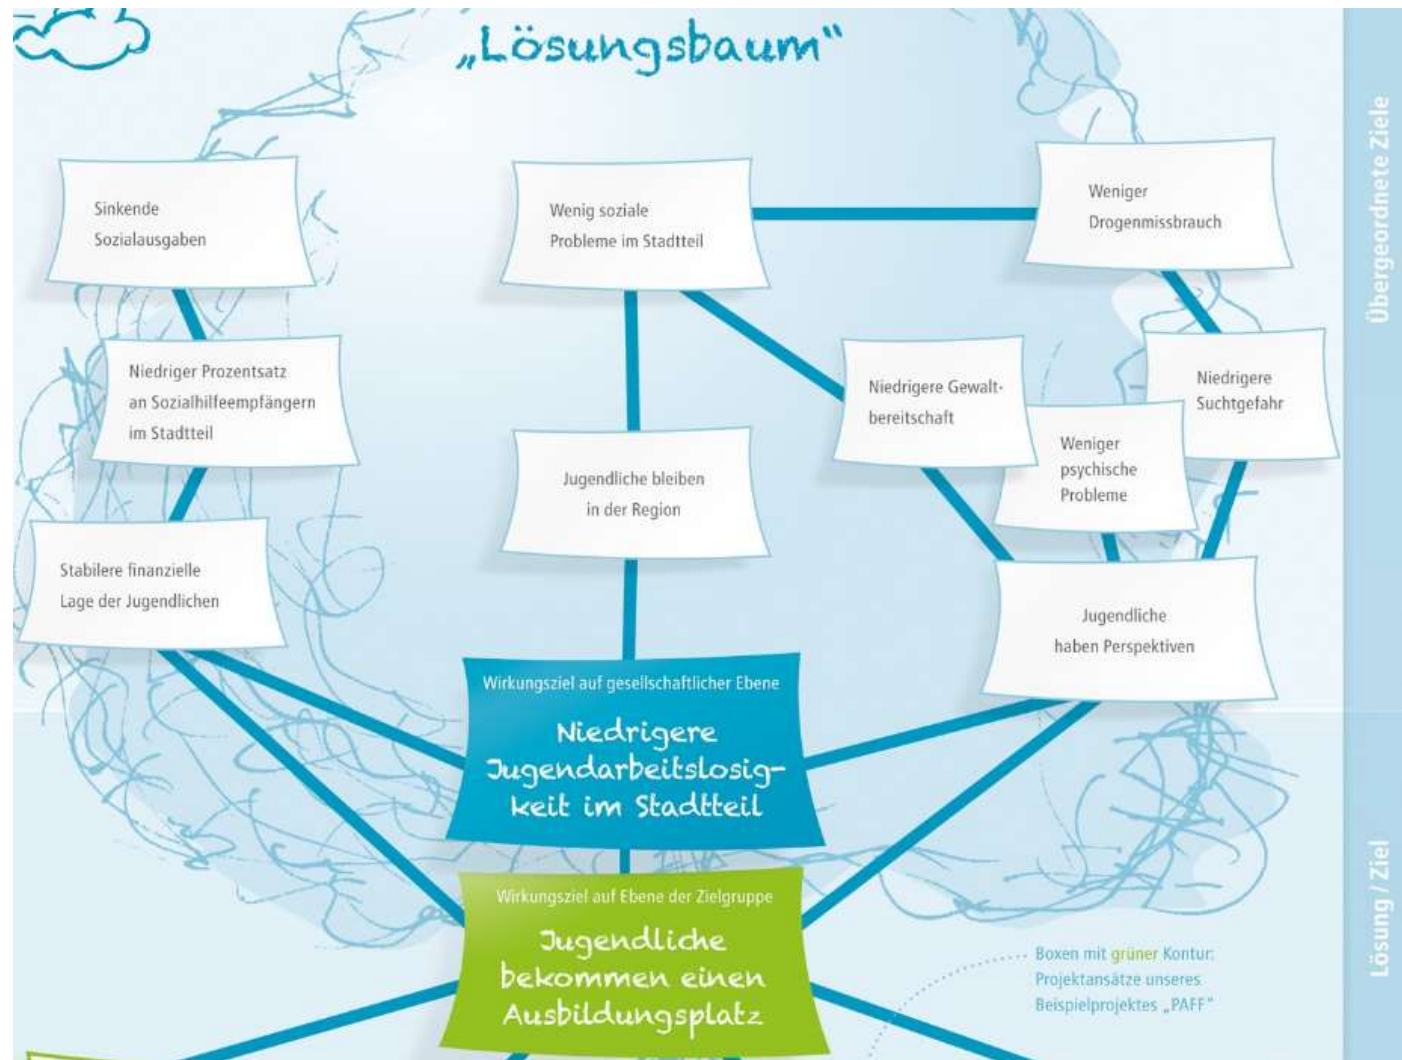 „Lösungsbaum“
Übergeordnete Ziele
Sinkende
Sozialausgaben
Wenig soziale
Probleme im Stadtteil
Weniger
Drogenmissbrauch
Niedriger Prozentsatz
an Sozialhilfeempfängern
im Stadtteil
Niedrigere Gewalt-
bereitschaft
Niedrigere
Suchtgefahr
Weniger
psychische
Probleme
Jugendliche bleiben
in der Region
Stabilere finanzielle
Lage der Jugendlichen
Jugendliche
haben Perspektiven
Wirkungsziel auf gesellschaftlicher Ebene
Niedrigere
Jugendarbeitslosig-
keit im Stadtteil
Lösung / Ziel
Wirkungsziel auf Ebene der Zielgruppe
Jugendliche
bekommen einen
Ausbildungsplatz
Boxen mit grüner Kontur:
Projektansätze unseres
Beispielprojektes „PAFF“